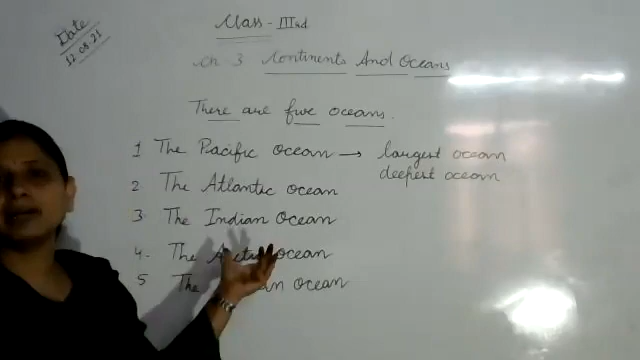 Date
12.08.21
Class - IIIrd
Ch. 3 Continents And Oceans
There are five oceans.
1 The Pacific ocean → largest ocean
deepest ocean
2 The Atlantic ocean
3. The Indian Ocean
4. The ocean
5 The Ocean